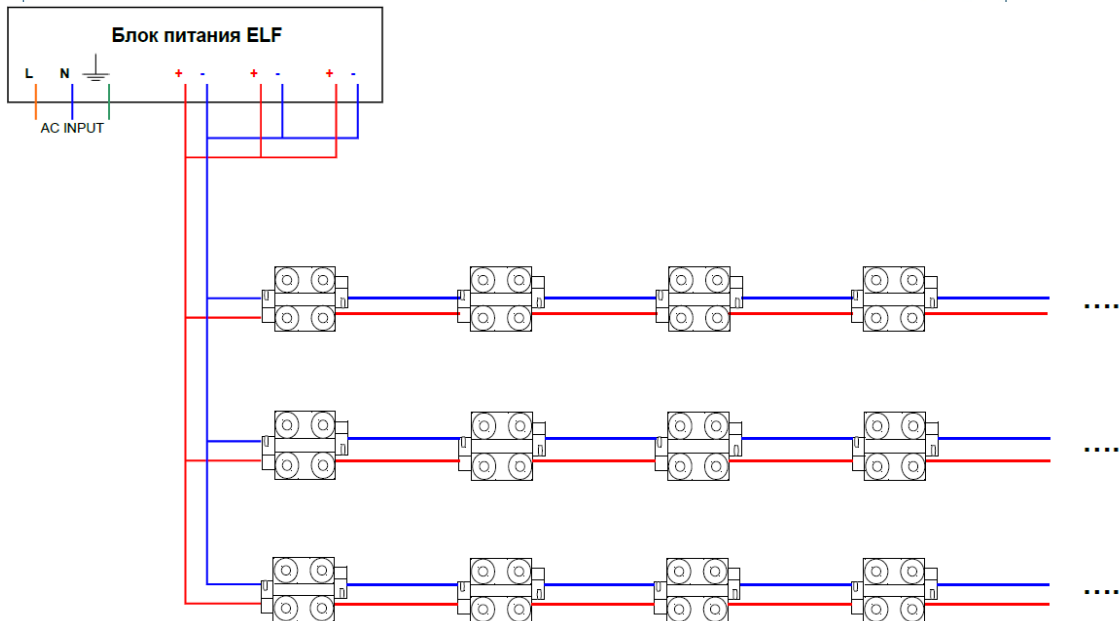 Блок питания ELF
L N + - + - + -
AC INPUT
....
....
....